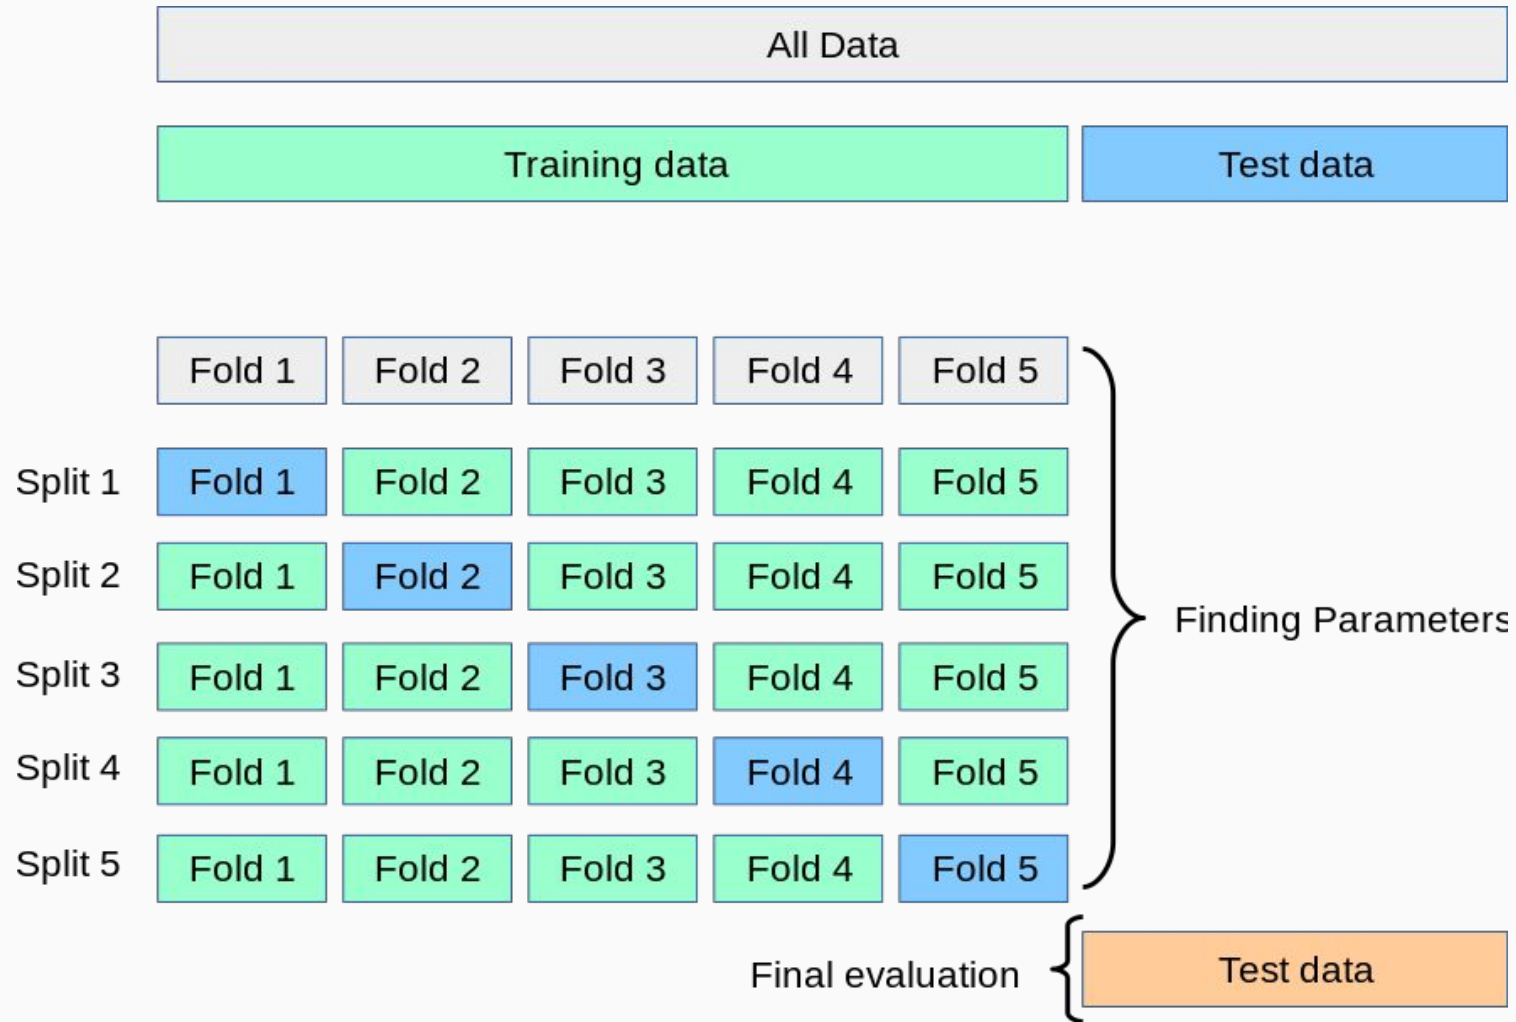 All Data
Training data Test data
Fold 1 Fold 2 Fold 3 Fold 4 Fold 5
Split 1 Fold 1 Fold 2 Fold 3 Fold 4 Fold 5
Split 2 Fold 1 Fold 2 Fold 3 Fold 4 Fold 5
Finding Parameters
Split 3 Fold 1 Fold 2 Fold 3 Fold 4 Fold 5
Split 4 Fold 1 Fold 2 Fold 3 Fold 4 Fold 5
Split 5 Fold 1 Fold 2 Fold 3 Fold 4 Fold 5
Final evaluation Test data